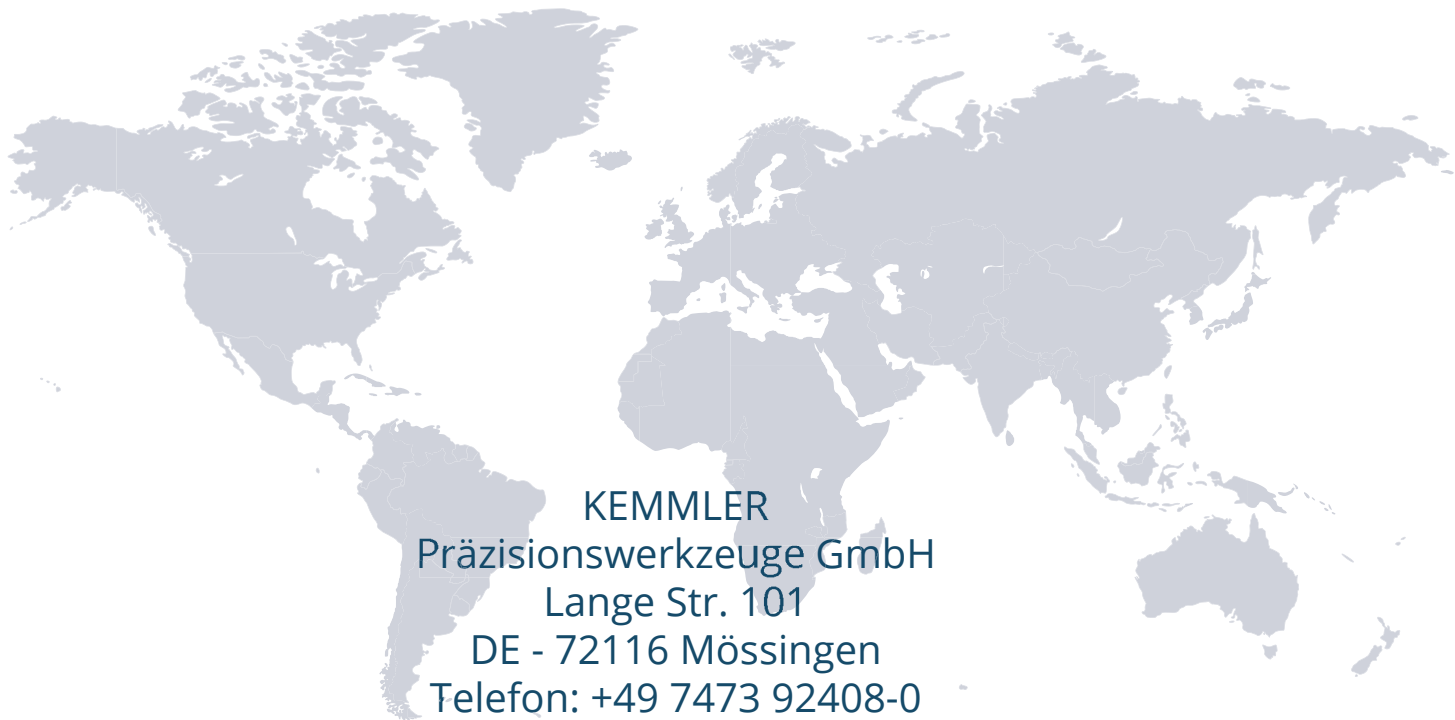 KEMMLER
Präzisionswerkzeuge GmbH
Lange Str. 101
DE - 72116 Mössingen
Telefon: +49 7473 92408-0